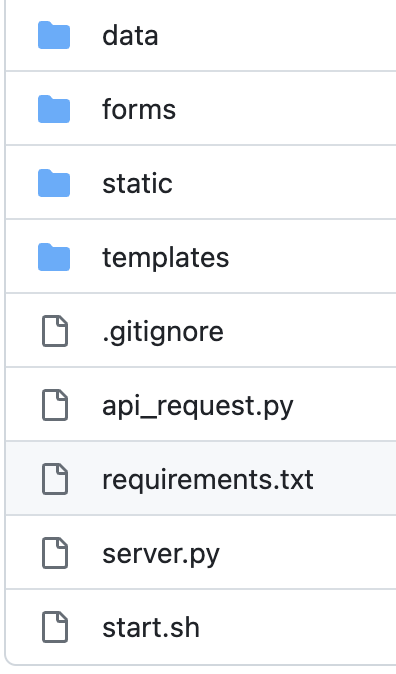 data
forms
static
templates
.gitignore
api_request.py
requirements.txt
server.py
start.sh